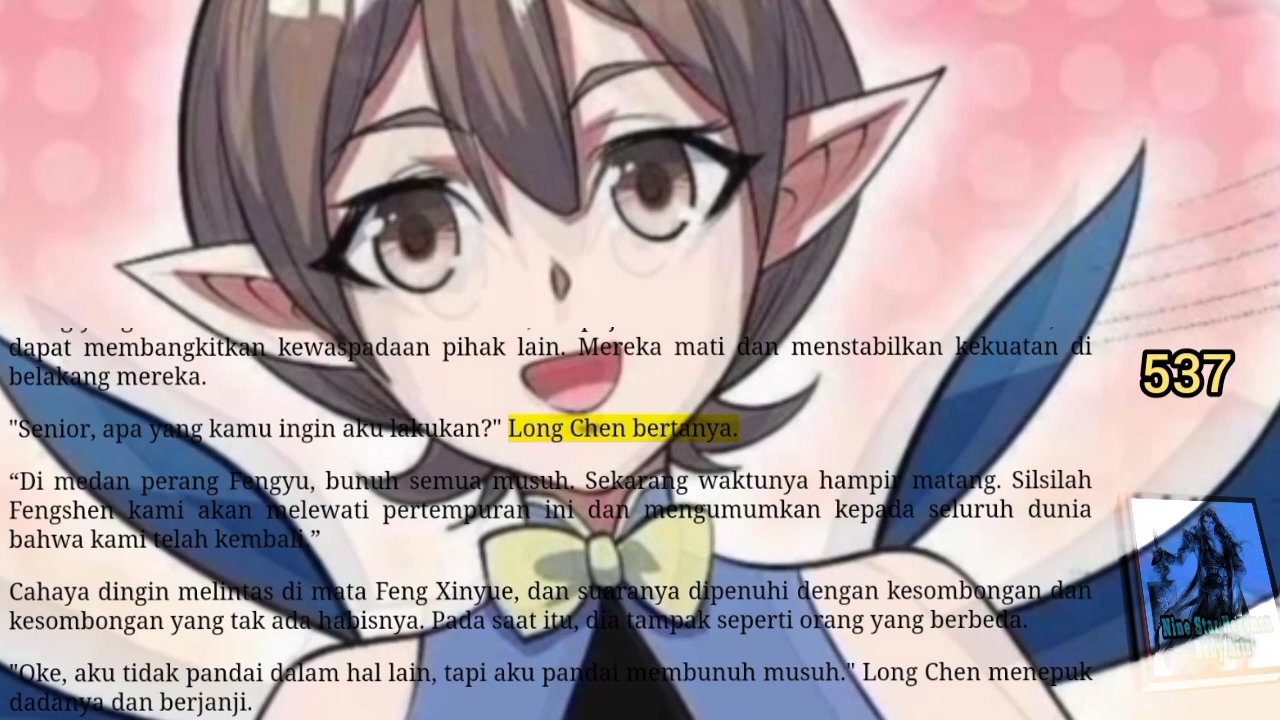 dapat membangkitkan kewaspadaan pihak lain. Mereka mati dan menstabilkan kekuatan di
belakang mereka.
"Senior, apa yang kamu ingin aku lakukan?" Long Chen bertanya.
“Di medan perang Fengyu, bunuh semua musuh. Sekarang waktunya hampir matang. Silsilah
Fengshen kami akan melewati pertempuran ini dan mengumumkan kepada seluruh dunia
bahwa kami telah kembali.”
Cahaya dingin melintas di mata Feng Xinyue, dan suaranya dipenuhi dengan kesombongan dan
kesombongan yang tak ada habisnya. Pada saat itu, dia tampak seperti orang yang berbeda.
"Oke, aku tidak pandai dalam hal lain, tapi aku pandai membunuh musuh." Long Chen menepuk
dadanya dan berjanji.
537
Nine Star